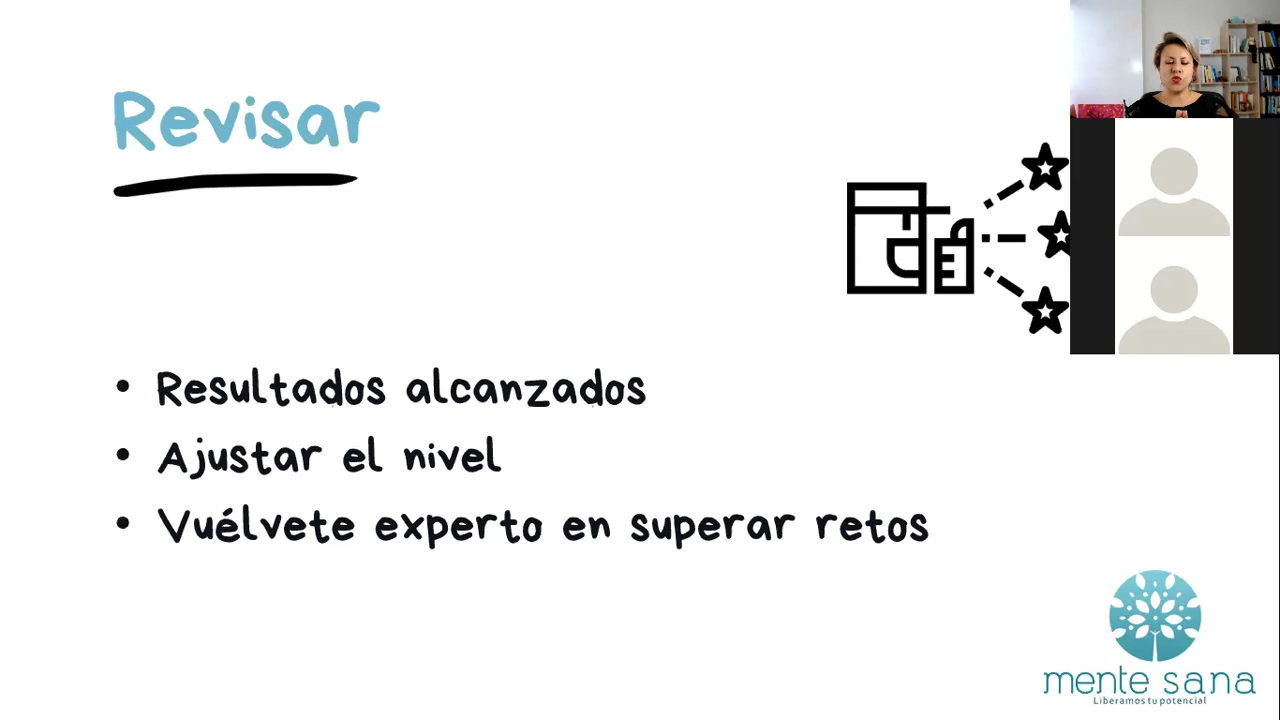 Revisar
• Resultados alcanzados
• Ajustar el nivel
• Vuélvete experto en superar retos
mente sana
Liberamos tu potencial